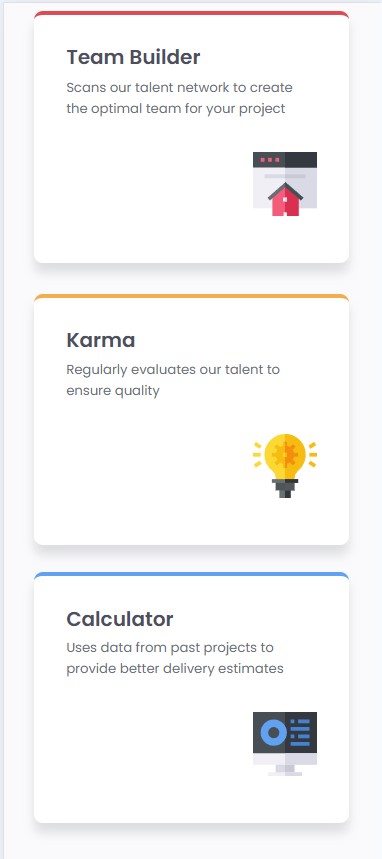 Team Builder
Scans our talent network to create
the optimal team for your project
Karma
Regularly evaluates our talent to
ensure quality
Calculator
Uses data from past projects to
provide better delivery estimates